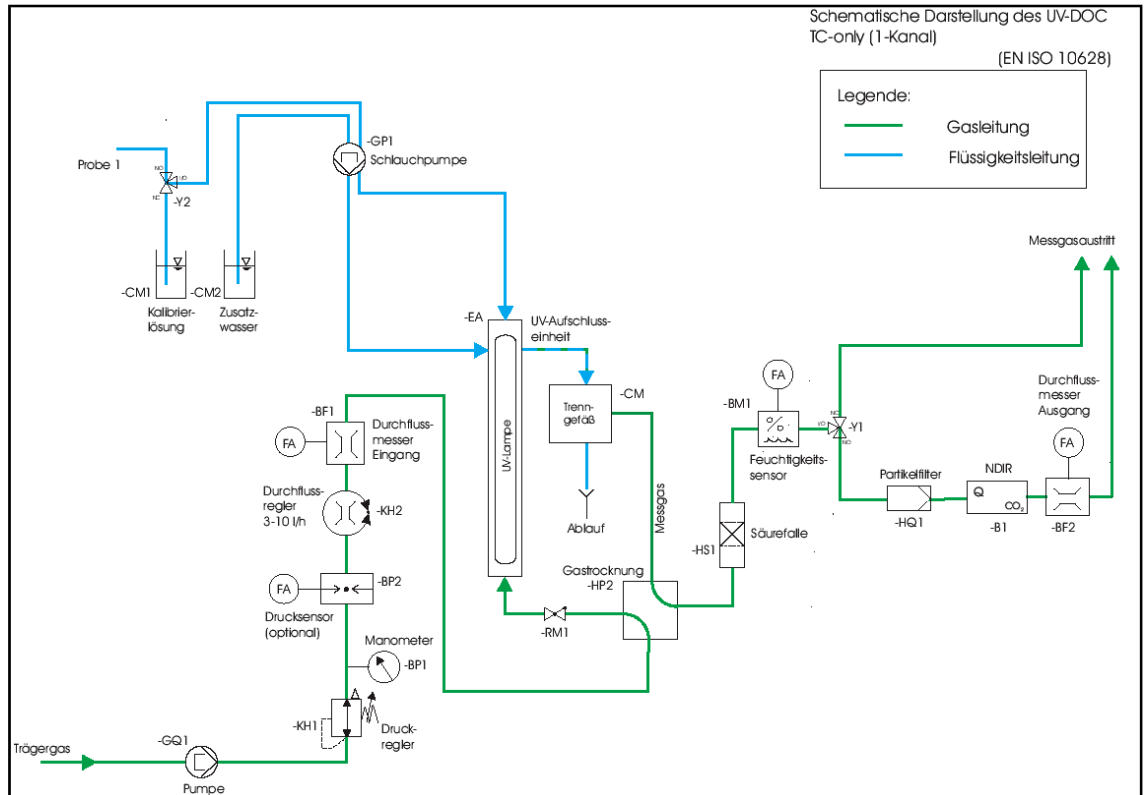 Schematische Darstellung des UV-DOC
TC-only (1-Kanal)
(EN ISO 10628)
Legende:
Gasleitung
Flüssigkeitsleitung
-GP1
Schlauchpumpe
Probe 1
NO
I/O
NC
-Y2
-CM1
Kalibrier-
lösung
-CM2
Zusatz-
wasser
Messgasaustritt
-EA
UV-Aufschluss-
einheit
UV-Lampe
-CM
Trenn-
gefäß
Ablauf
Messgas
-BF1
FA
Durchfluss-
messer
Eingang
Durchfluss-
regler
3-10 l/h
-KH2
FA
-BP2
Drucksensor
(optional)
Manometer
-BP1
-KH1
Druck-
regler
Trägergas
-GQ1
Pumpe
Gastrocknung
-HP2
-RM1
-HS1
Säurefalle
FA
-BM1
%
Feuchtigkeits-
sensor
NC
I/O
-Y1
NO
Partikelfilter
-HQ1
NDIR
Q
CO₂
-B1
Durchfluss-
messer
Ausgang
FA
-BF2